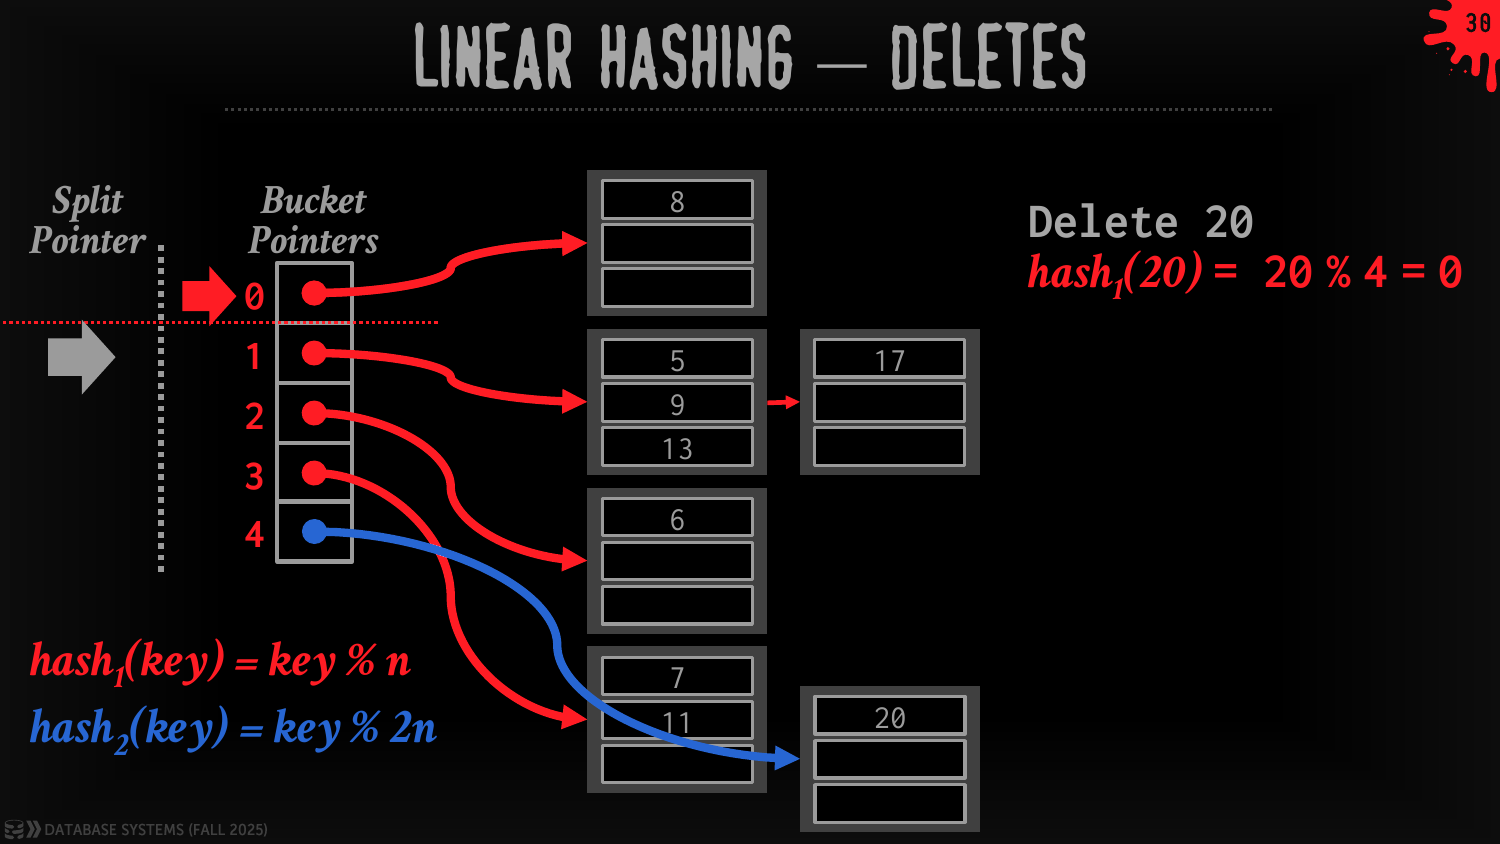 LINEAR HASHING — DELETES
30
Split
Pointer
Bucket
Pointers
0
1
2
3
4
8
5
9
13
17
6
7
11
20
Delete 20
hash1(20) = 20 % 4 = 0
hash1(key) = key % n
hash2(key) = key % 2n
DATABASE SYSTEMS (FALL 2025)